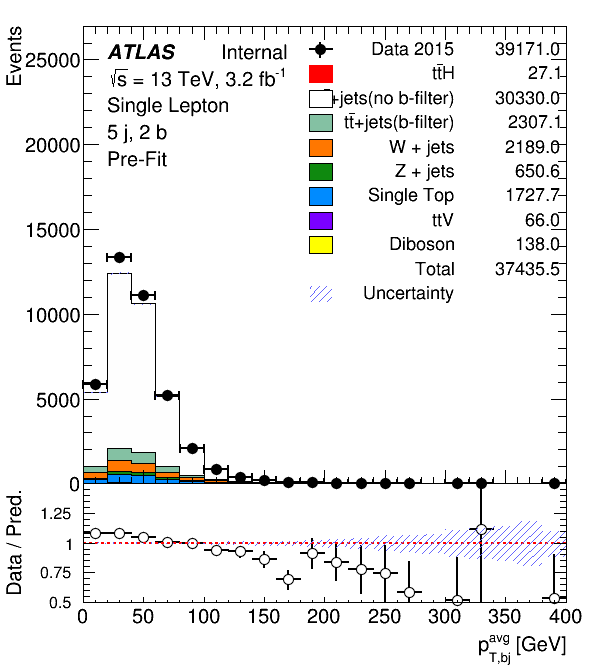 Events
25000
20000
15000
10000
5000
0
ATLAS Internal
√s = 13 TeV, 3.2 fb-1
Single Lepton
5 j, 2 b
Pre-Fit
Data 2015 39171.0
tt̄H 27.1
+jets(no b-filter) 30330.0
tt̄+jets(b-filter) 2307.1
W + jets 2189.0
Z + jets 650.6
Single Top 1727.7
ttV 66.0
Diboson 138.0
Total 37435.5
Uncertainty
Data / Pred.
1.25
1
0.75
0.5
0 50 100 150 200 250 300 350 400
p avg T,bj [GeV]